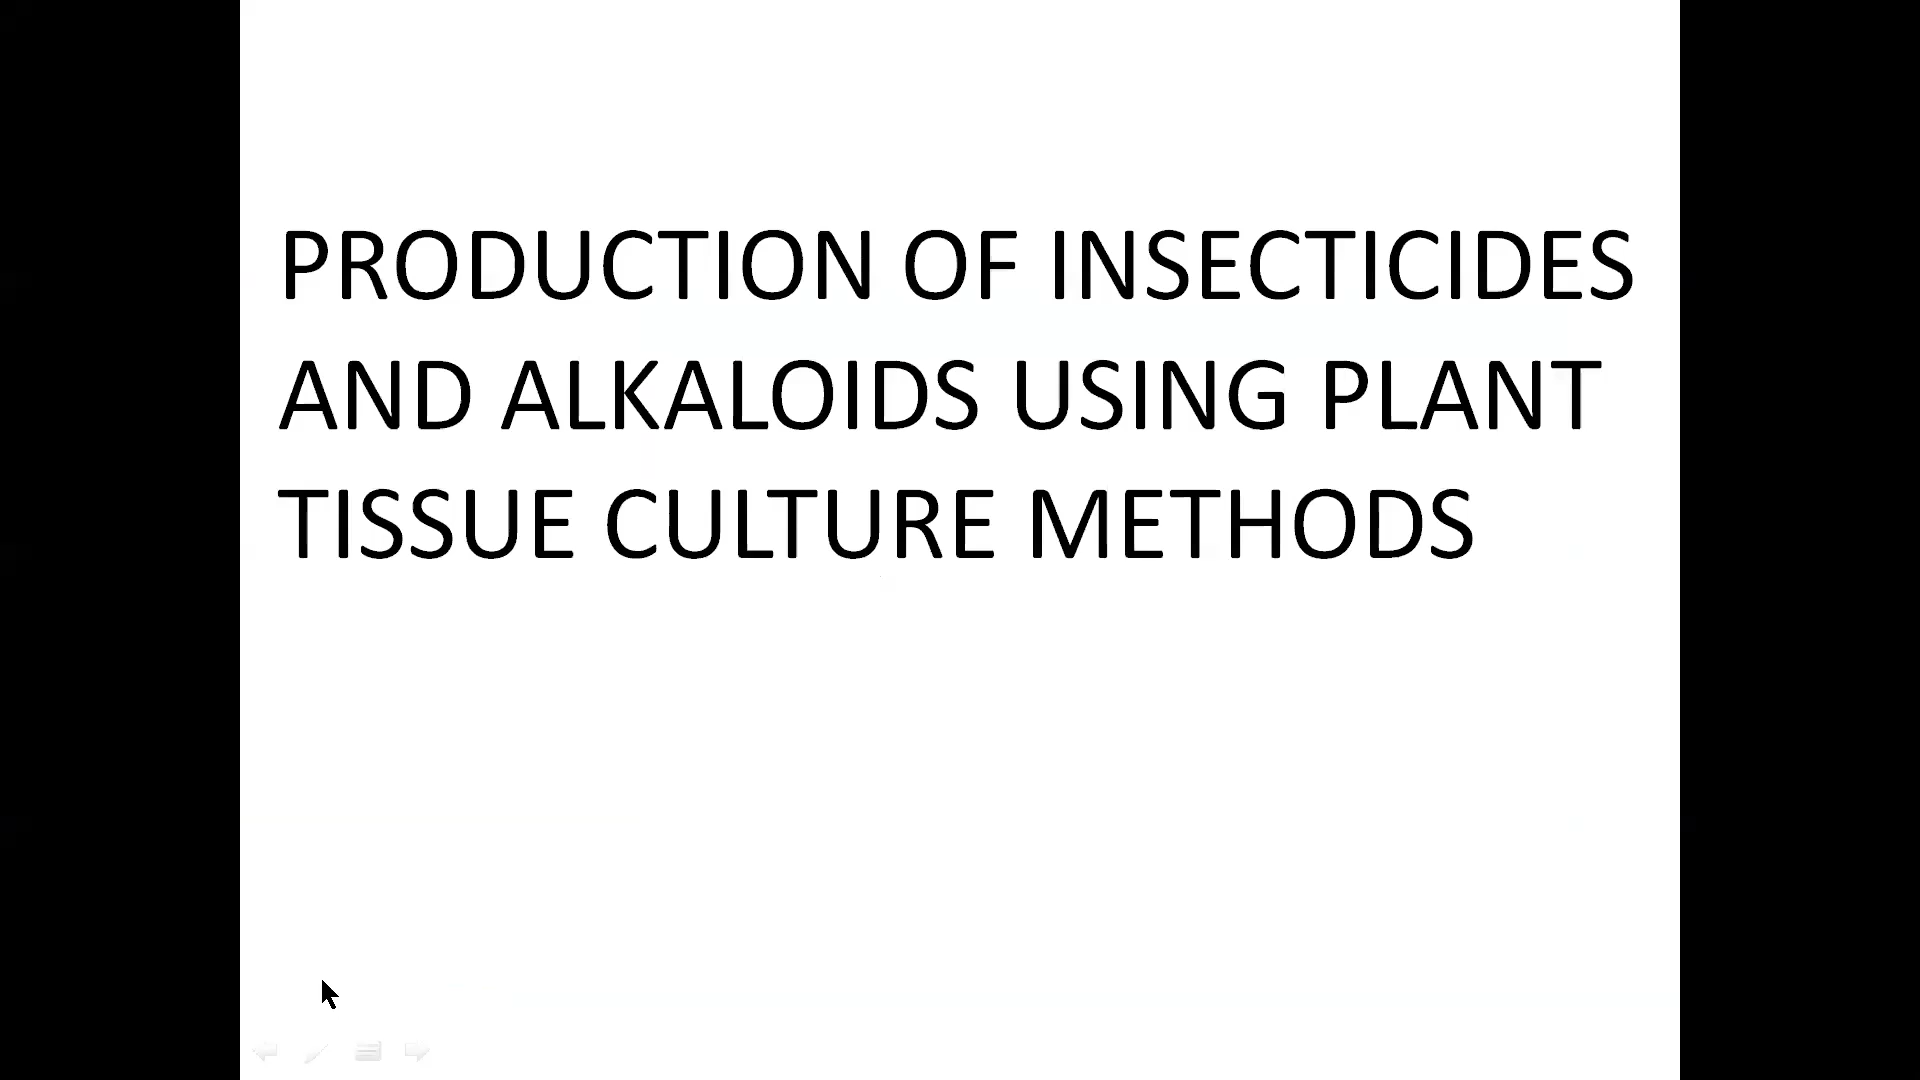 PRODUCTION OF INSECTICIDES
AND ALKALOIDS USING PLANT
TISSUE CULTURE METHODS